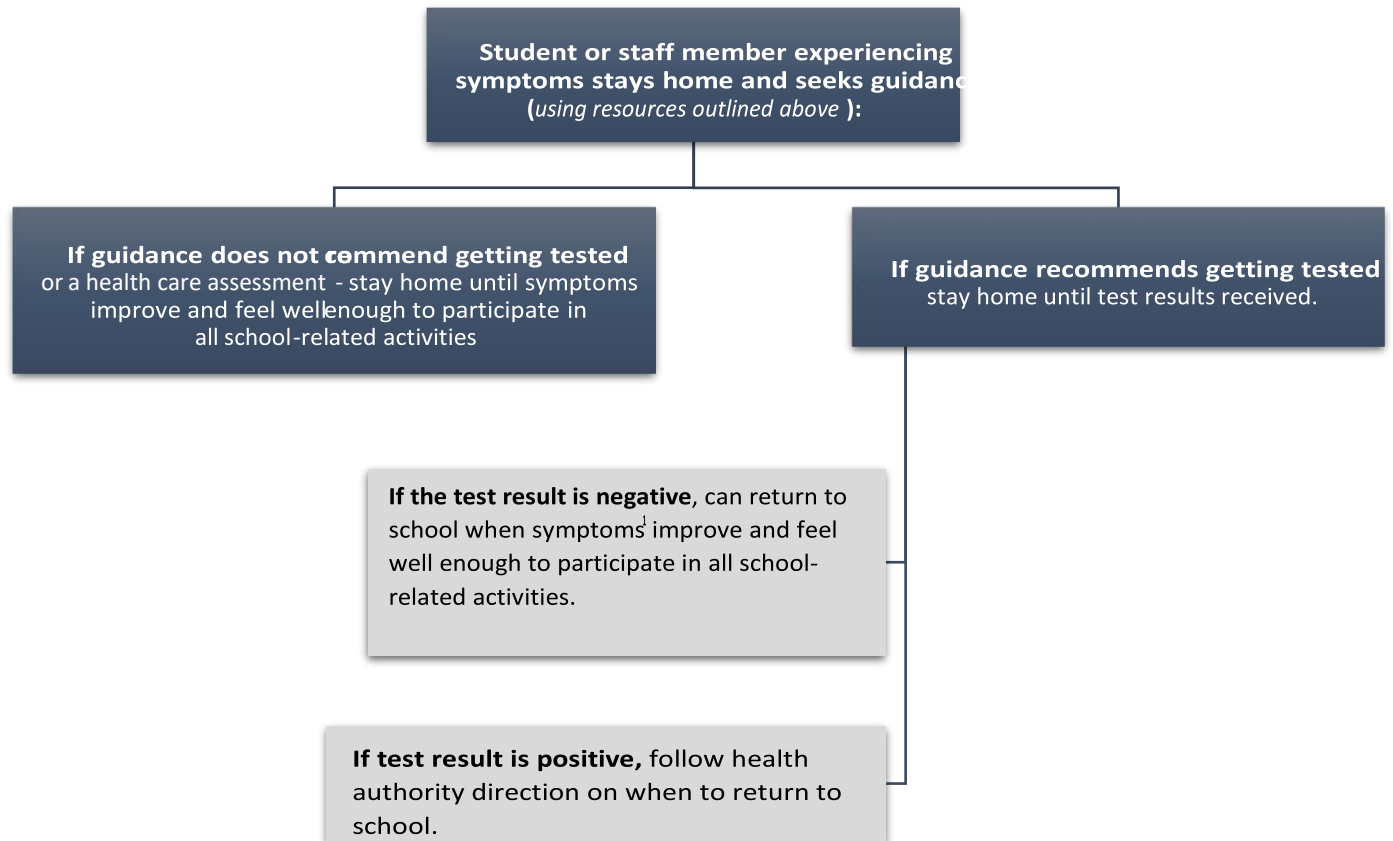 Student or staff member experiencing
symptoms stays home and seeks guidanc
(using resources outlined above ):
If guidance does not recommend getting tested
or a health care assessment - stay home until symptoms
improve and feel well enough to participate in
all school-related activities
If guidance recommends getting tested -
stay home until test results received.
If the test result is negative, can return to
school when symptoms¹ improve and feel
well enough to participate in all school-
related activities.
If test result is positive, follow health
authority direction on when to return to
school.